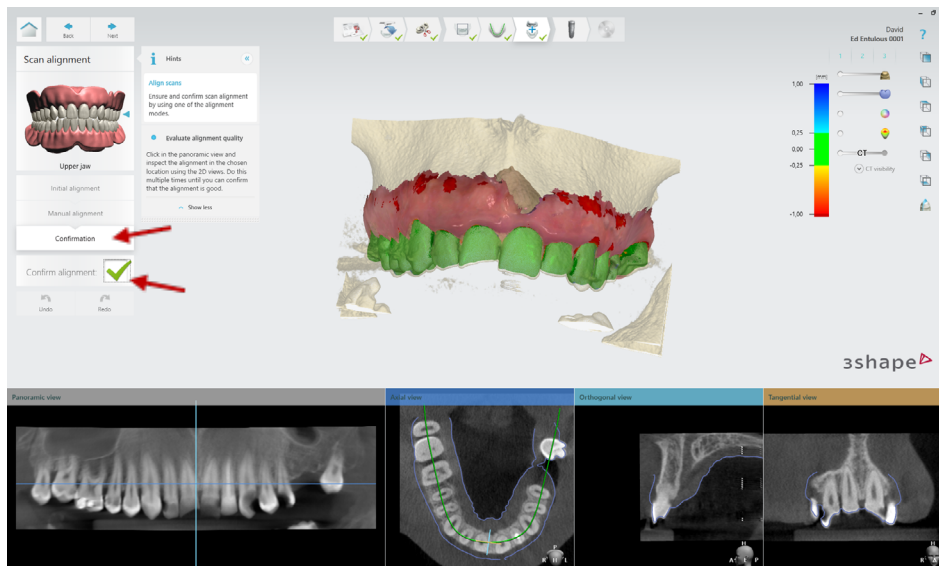 David
Ed Entulous 0001
Back
Next
Scan alignment
Upper jaw
Initial alignment
Manual alignment
Confirmation
Confirm alignment:
Undo
Redo
Hints
Align scans
Ensure and confirm scan alignment
by using one of the alignment
modes.
Evaluate alignment quality
Click in the panoramic view and
inspect the alignment in the chosen
location using the 2D views. Do this
multiple times until you can confirm
that the alignment is good.
Show less
?
1 2 3
[mm]
1,00
0,25
0,00
-0,25
-1,00
CT
CT visibility
3shape
Panoramic view
Axial view
Orthogonal view
Tangential view
P
R H L
H
A L P
H
R A